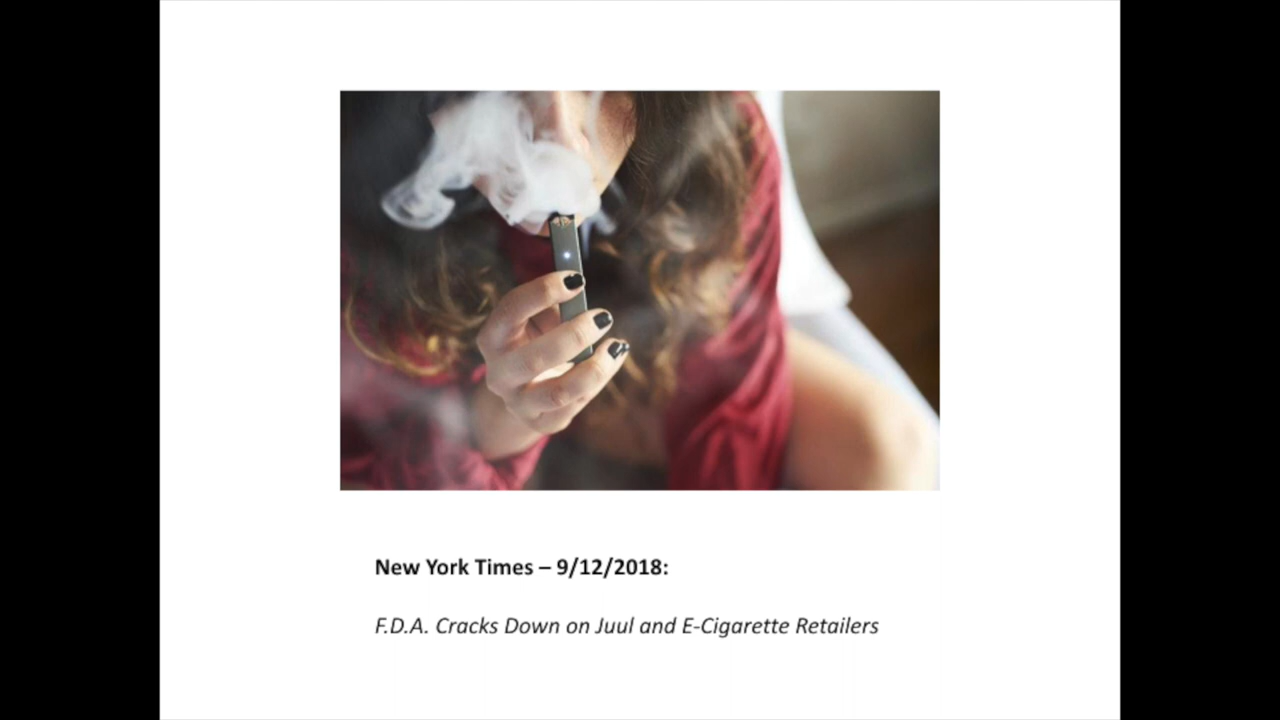 New York Times – 9/12/2018:
F.D.A. Cracks Down on Juul and E-Cigarette Retailers